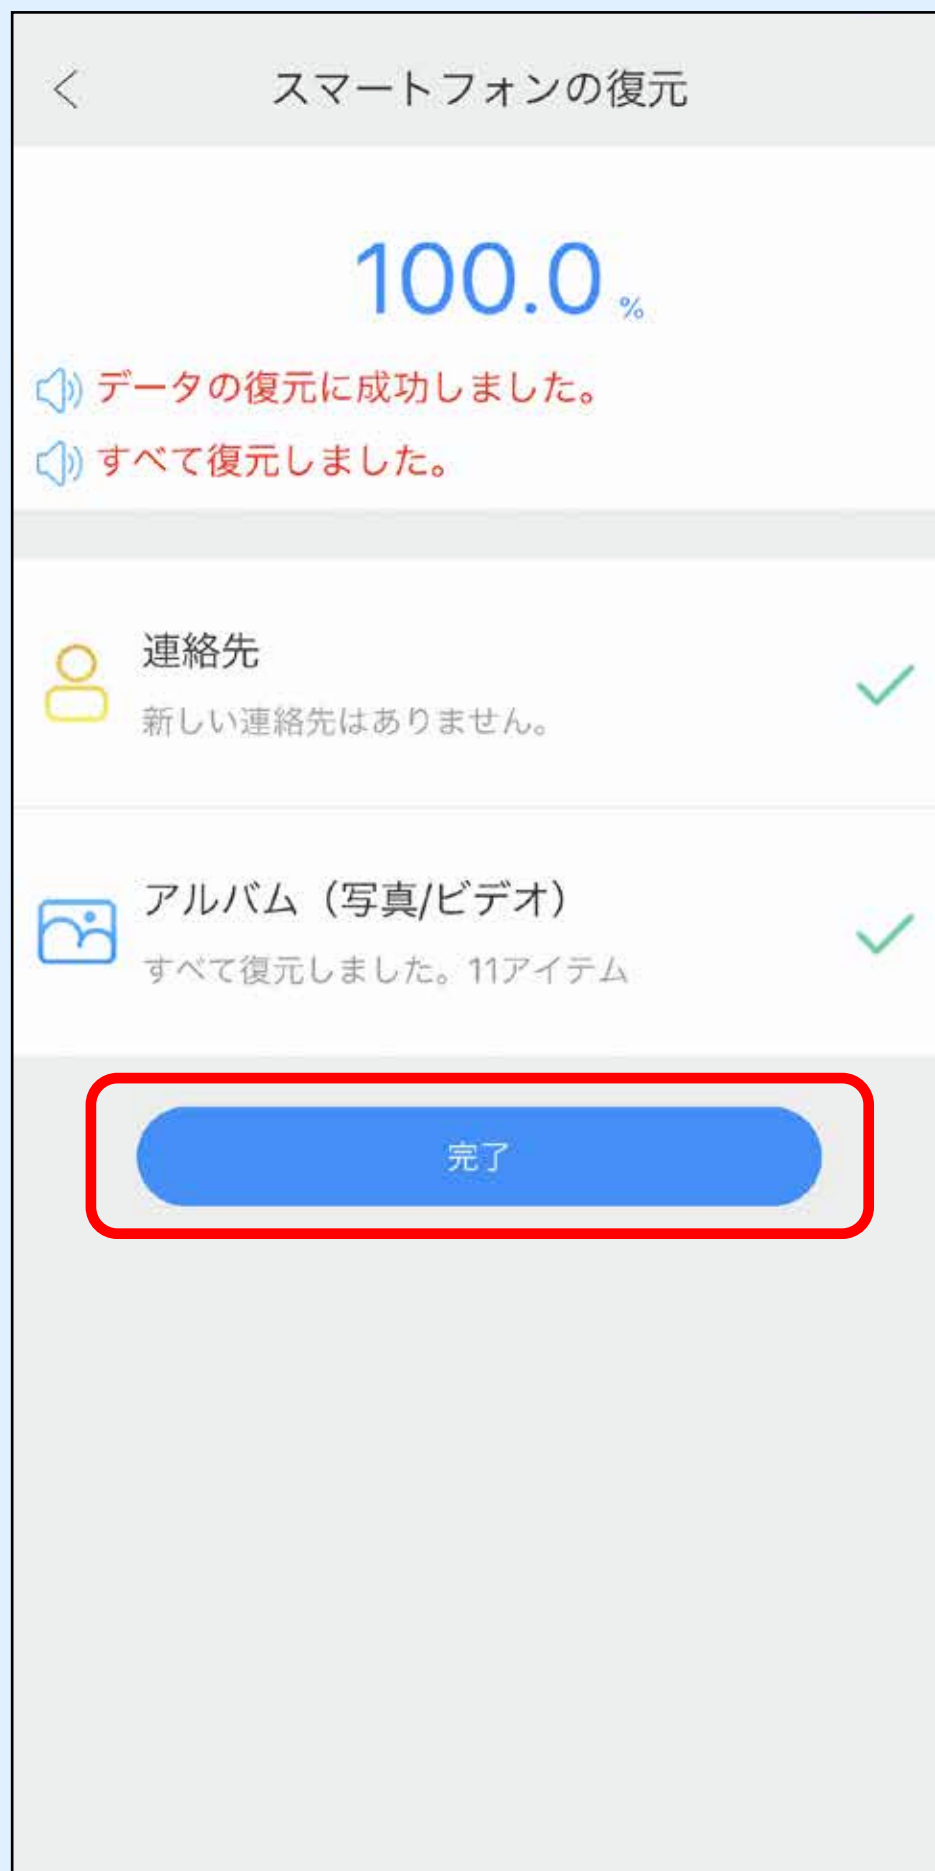 スマートフォンの復元
100.0 %
データの復元に成功しました。
すべて復元しました。
連絡先
新しい連絡先はありません。
アルバム（写真/ビデオ）
すべて復元しました。11アイテム
完了